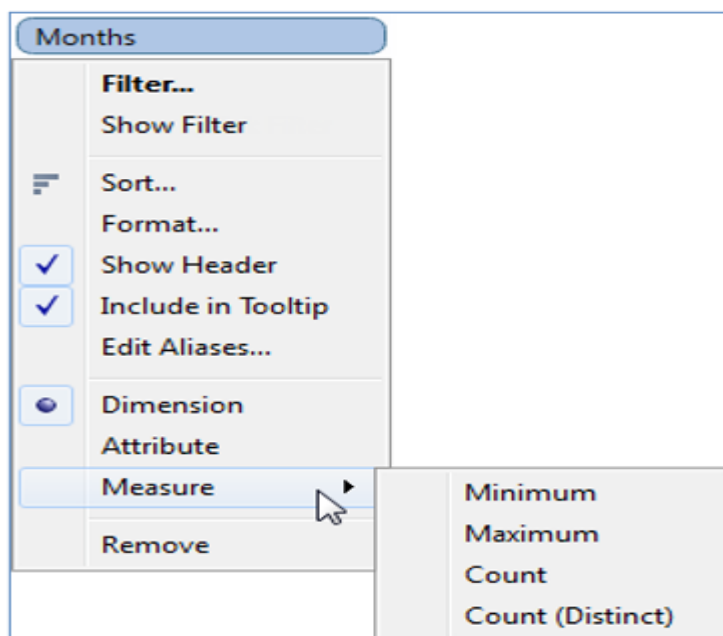 Months
Filter...
Show Filter
Sort...
Format...
Show Header
Include in Tooltip
Edit Aliases...
Dimension
Attribute
Measure
Remove
Minimum
Maximum
Count
Count (Distinct)